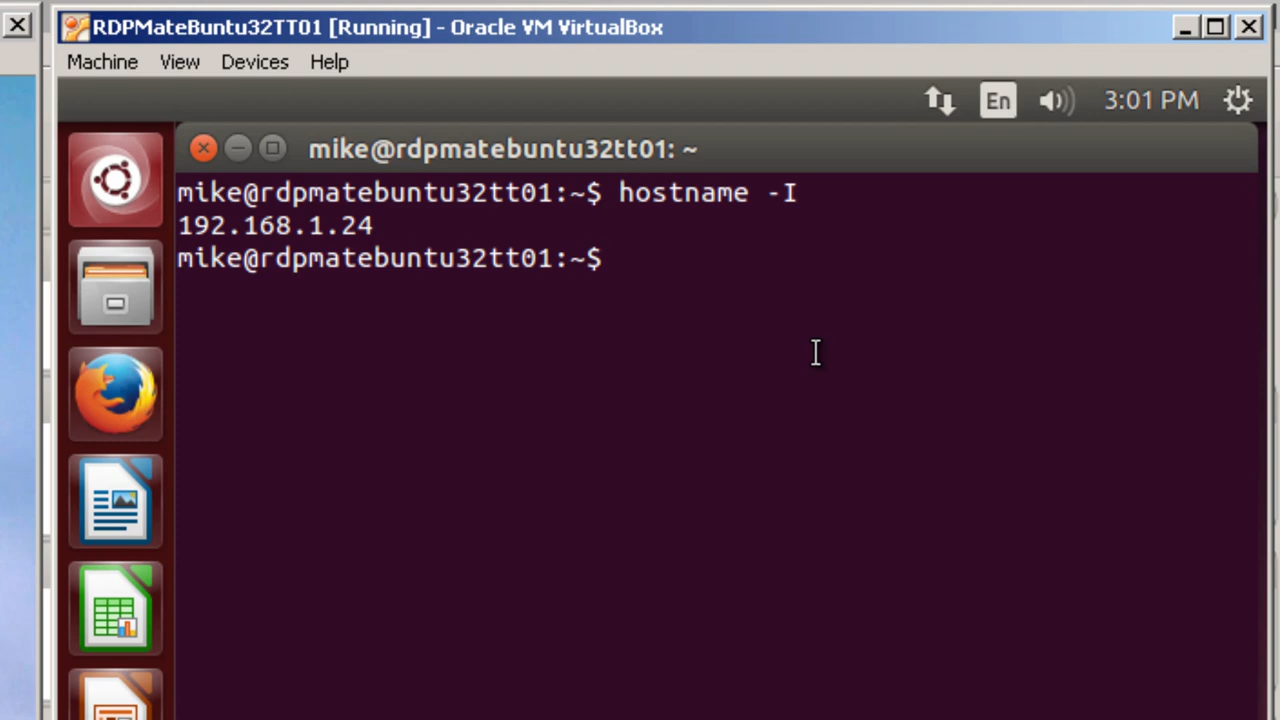 RDPMateBuntu32TT01 [Running] - Oracle VM VirtualBox
Machine View Devices Help
En 3:01 PM
mike@rdpmatebuntu32tt01: ~
mike@rdpmatebuntu32tt01:~$ hostname -I
192.168.1.24
mike@rdpmatebuntu32tt01:~$